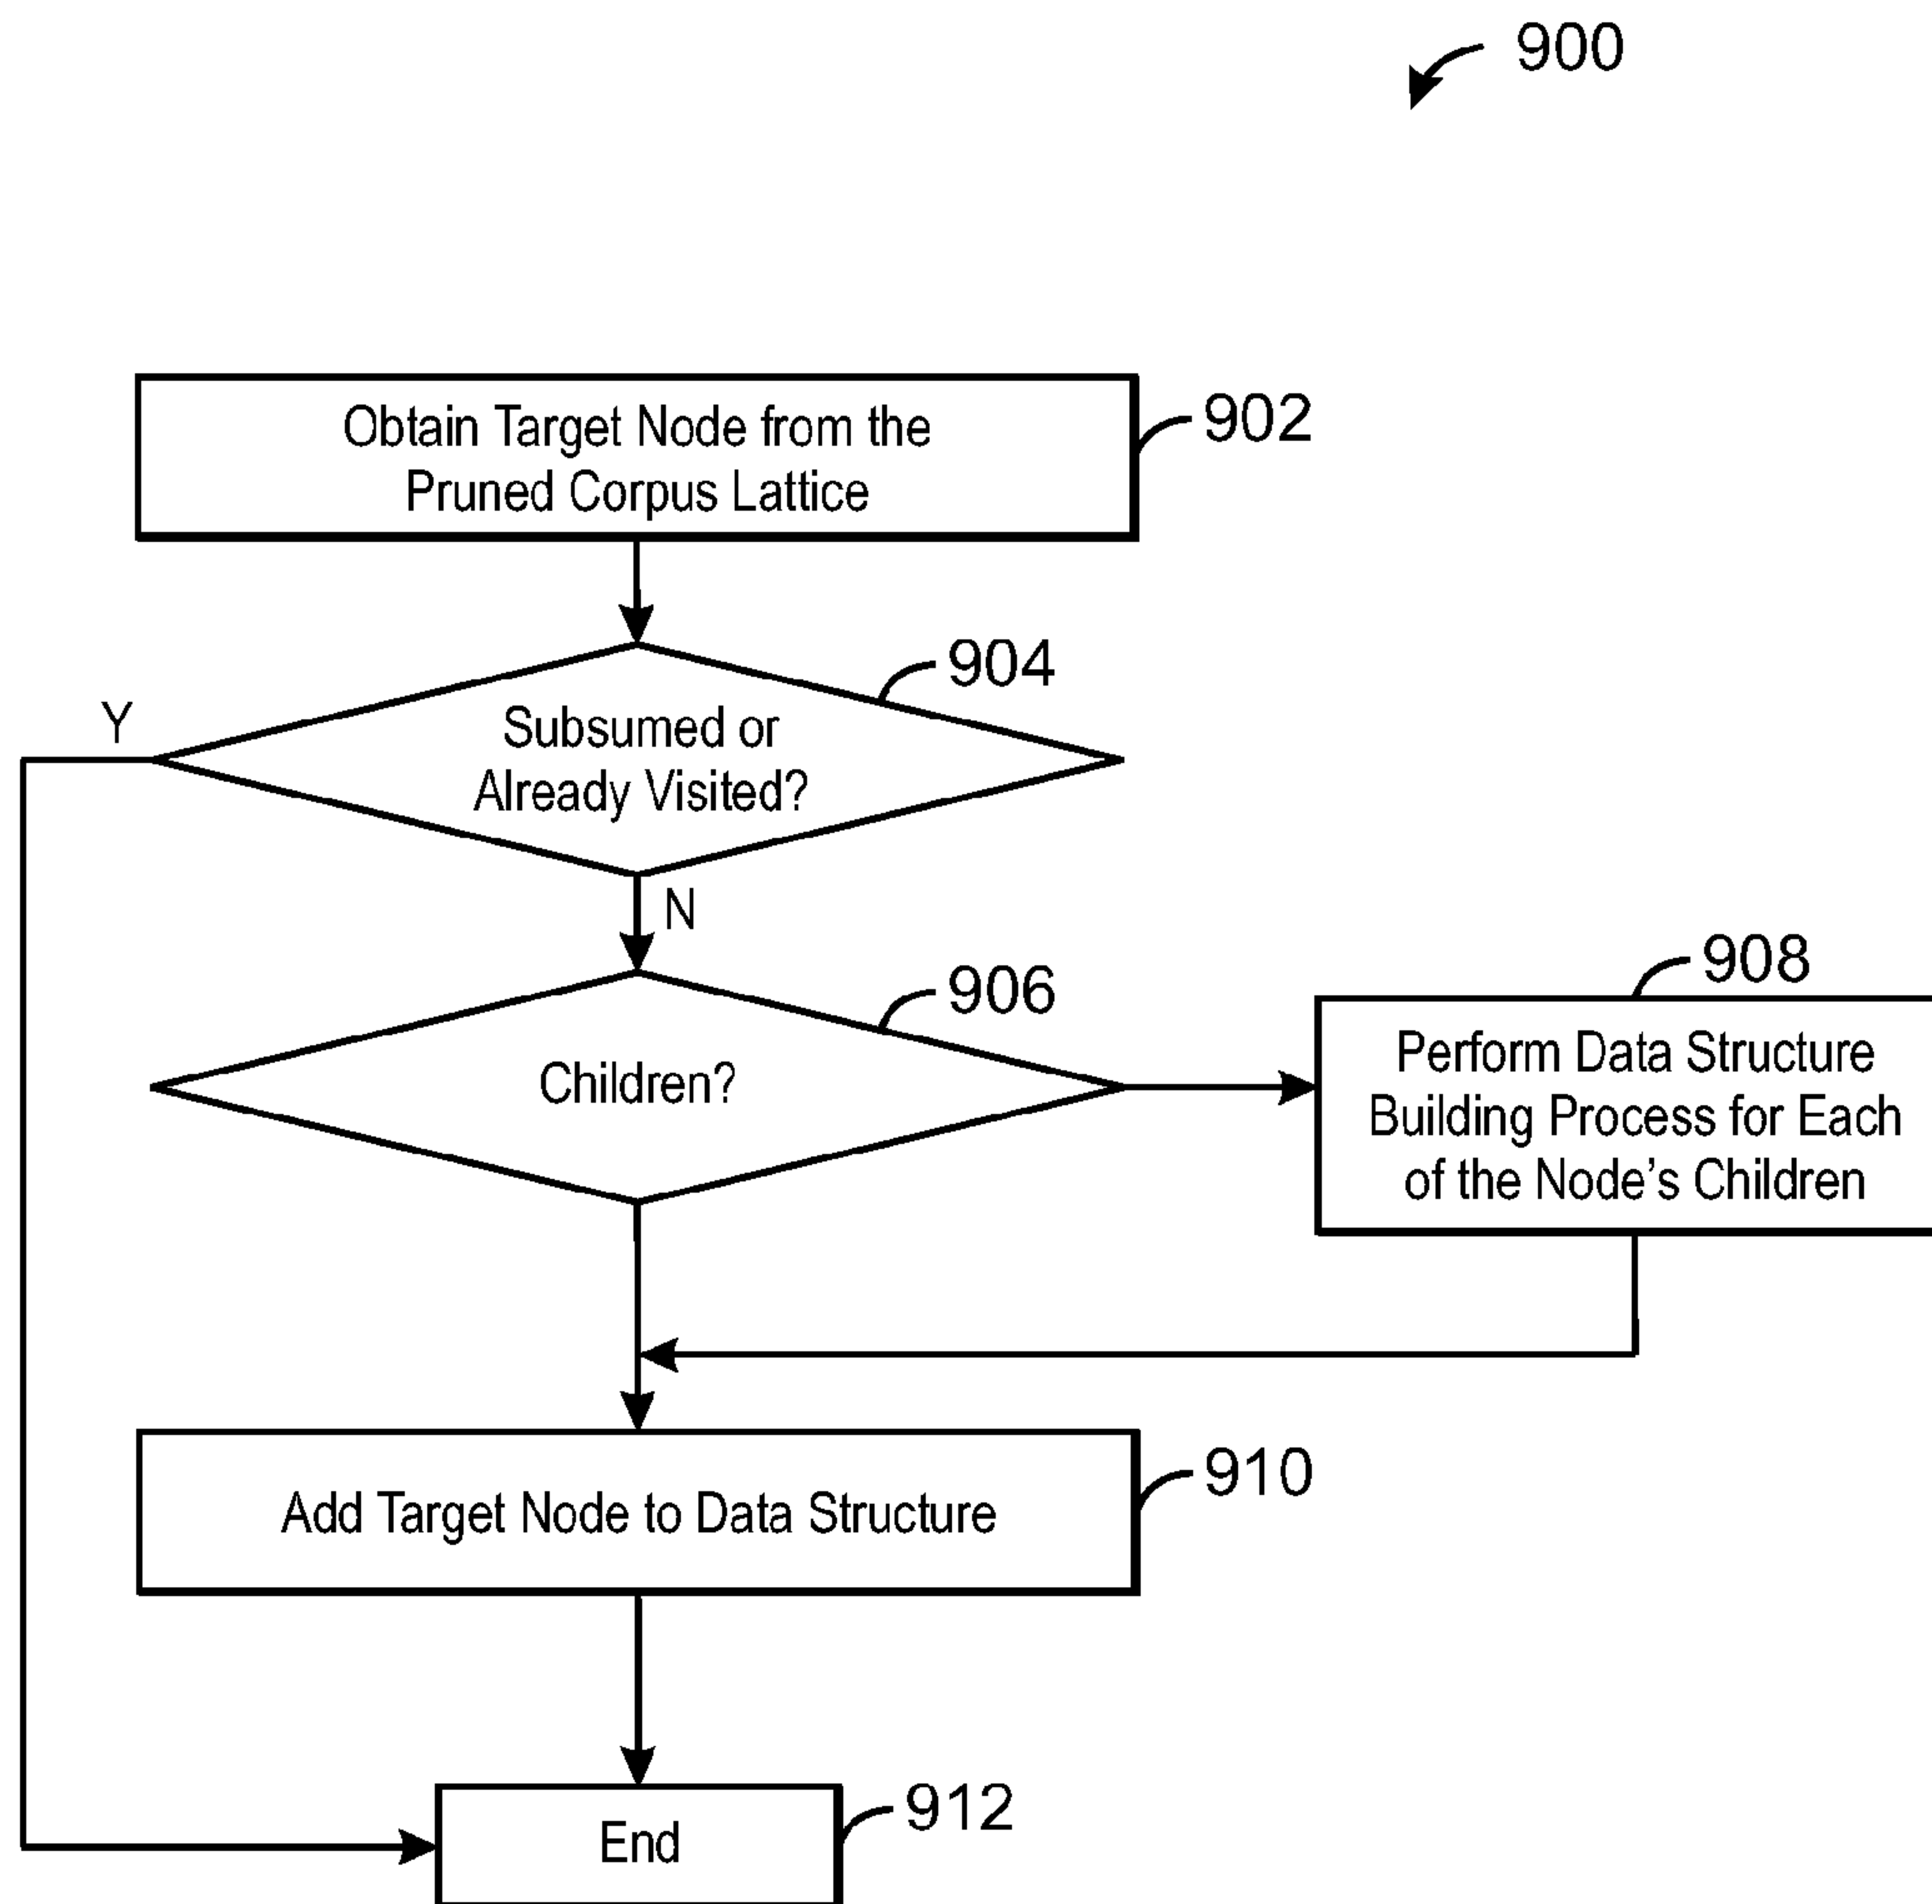 900
Obtain Target Node from the
Pruned Corpus Lattice
902
904
Subsumed or
Already Visited?
Y
N
906
Children?
908
Perform Data Structure
Building Process for Each
of the Node’s Children
Add Target Node to Data Structure
910
End
912